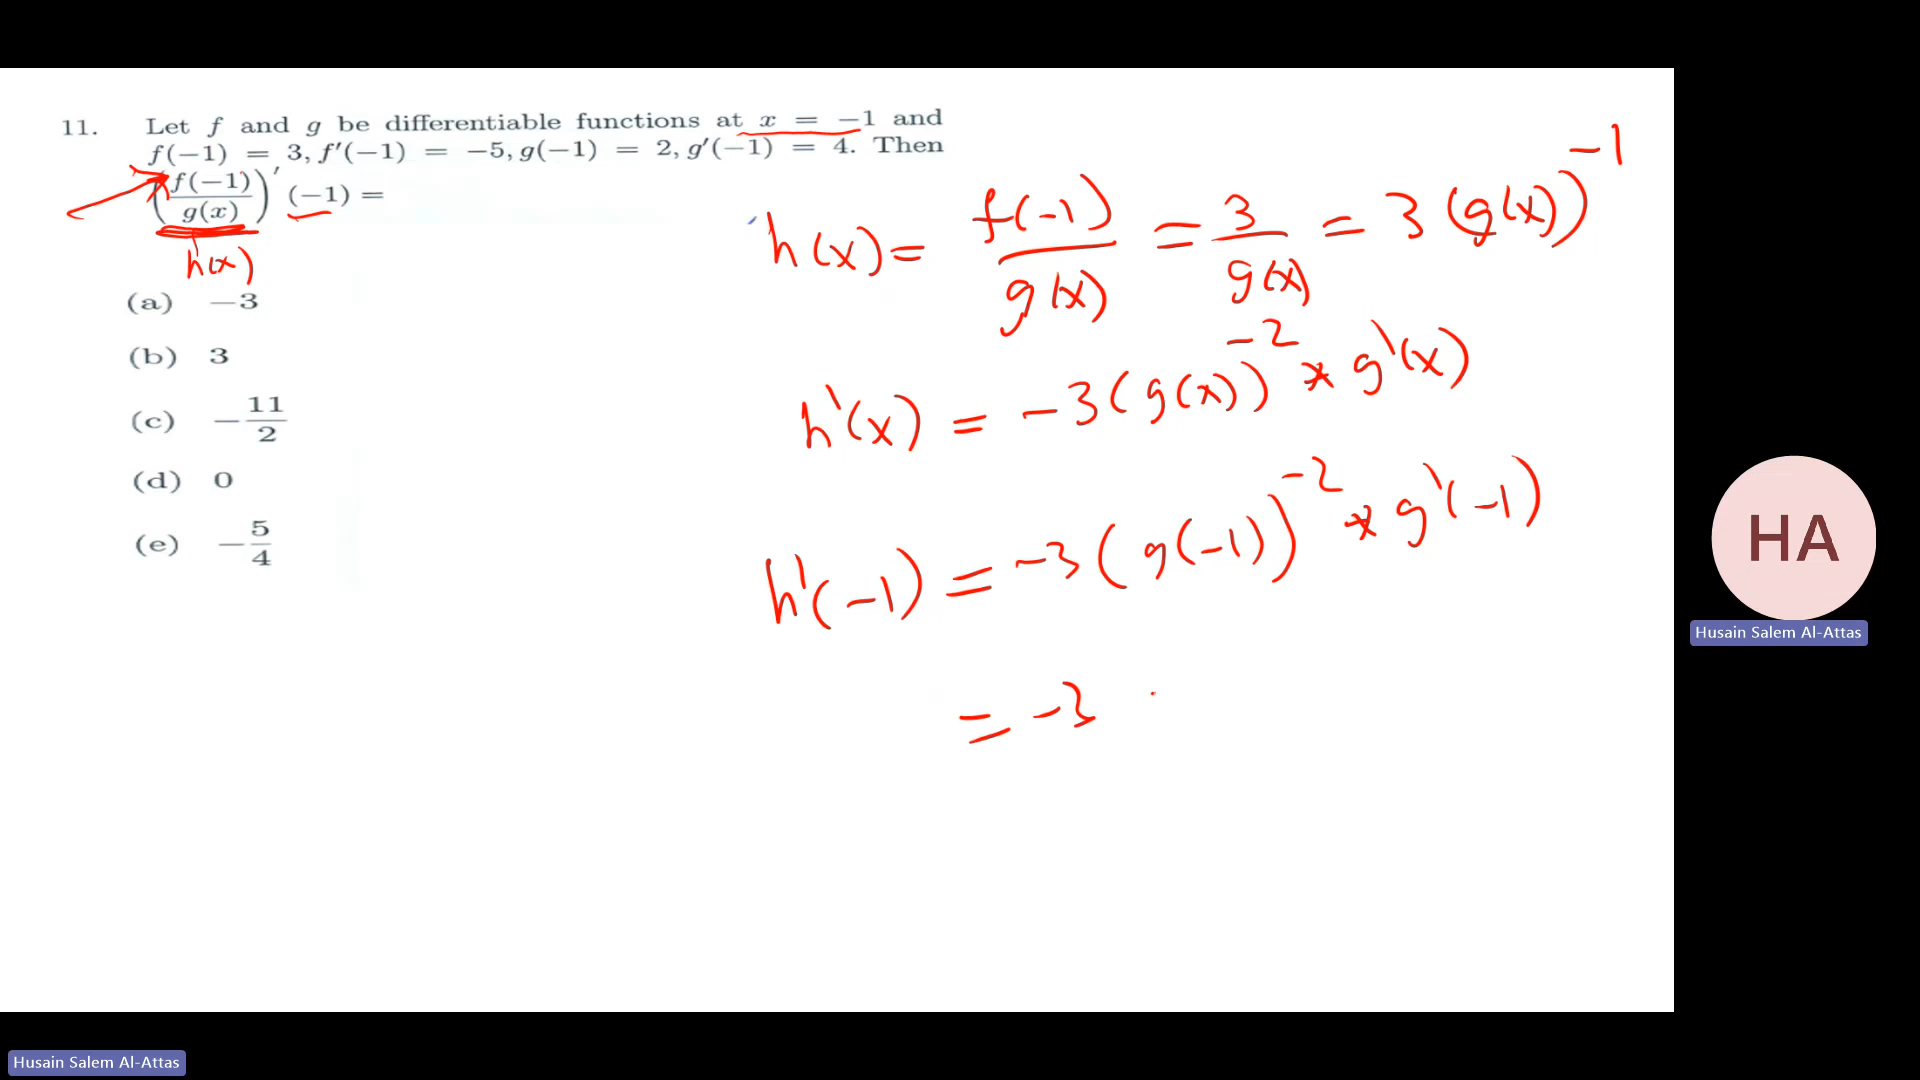 11. Let f and g be differentiable functions at x = −1 and
f(−1) = 3, f′(−1) = −5, g(−1) = 2, g′(−1) = 4. Then
(f(−1)/g(x))′ (−1) =
h(x)
(a) −3
(b) 3
(c) −11/2
(d) 0
(e) −5/4
h(x) = f(-1)/g(x) = 3/g(x) = 3(g(x))^-1
h'(x) = -3(g(x))^-2 * g'(x)
h'(-1) = -3(g(-1))^-2 * g'(-1)
= -3
HA
Husain Salem Al-Attas
Husain Salem Al-Attas